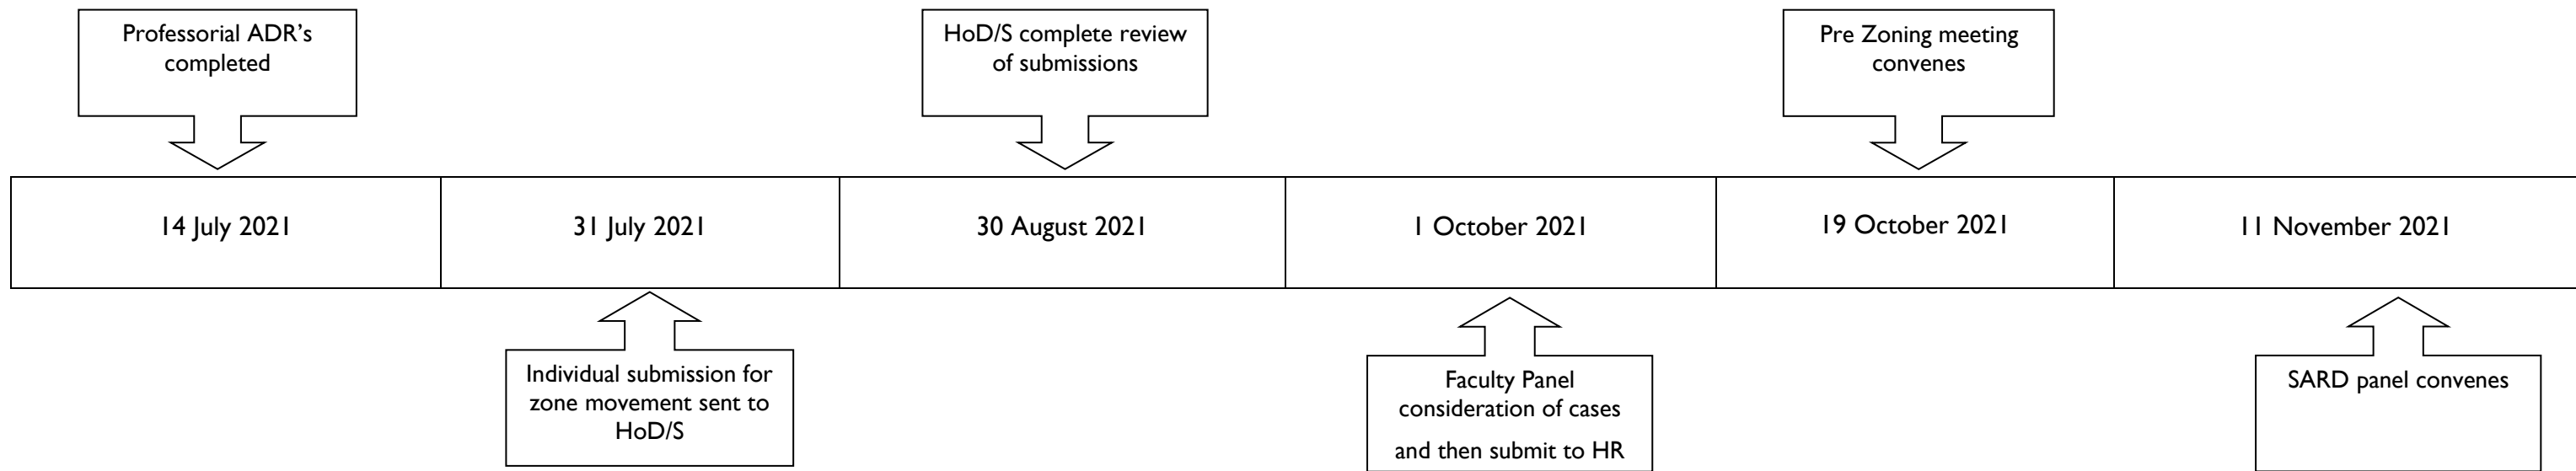 Professorial ADR's
completed
HoD/S complete review
of submissions
Pre Zoning meeting
convenes
14 July 2021
31 July 2021
30 August 2021
1 October 2021
19 October 2021
11 November 2021
Individual submission for
zone movement sent to
HoD/S
Faculty Panel
consideration of cases
and then submit to HR
SARD panel convenes